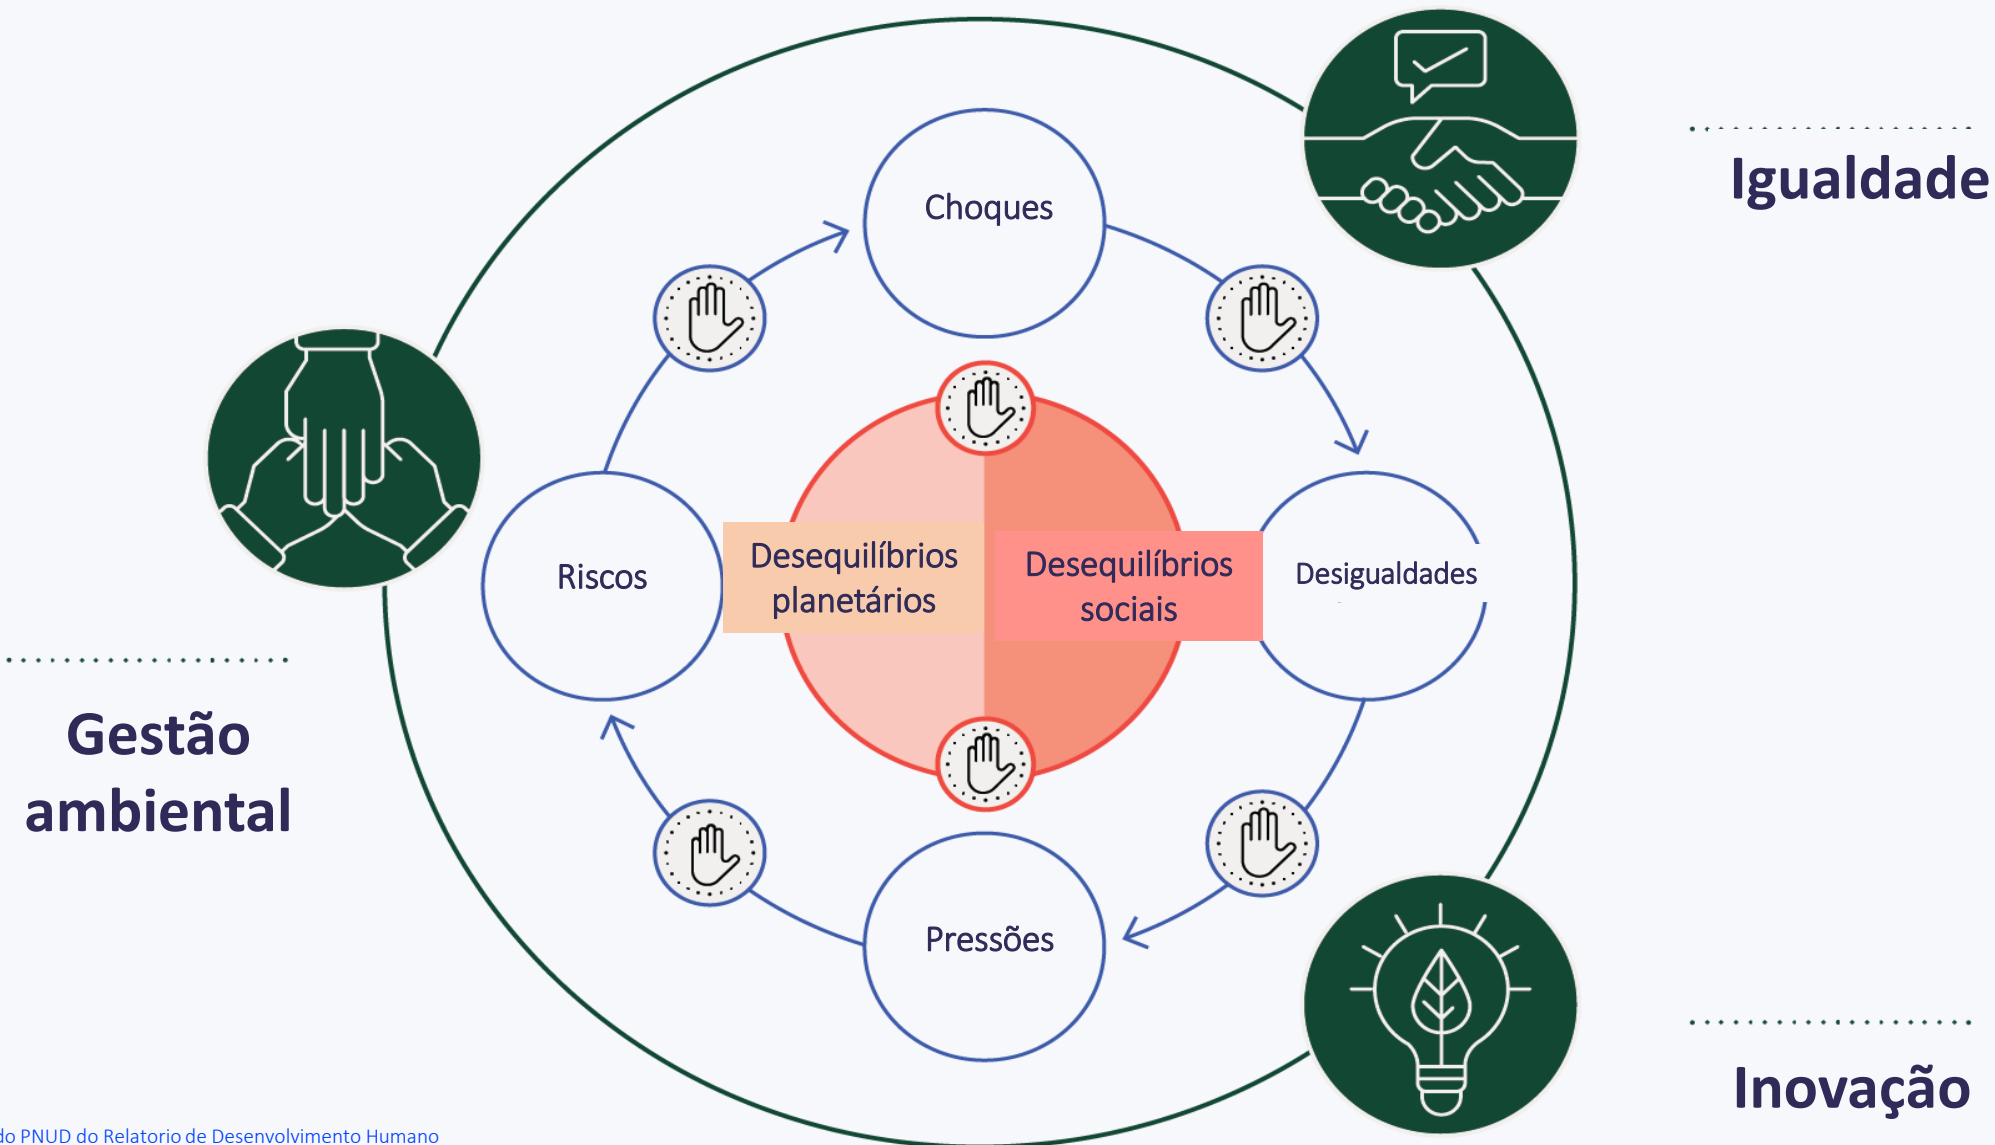 Igualdade
Choques
Riscos
Desequilíbrios
planetários
Desequilíbrios
sociais
Desigualdades
Gestão
ambiental
Pressões
Inovação
do PNUD do Relatorio de Desenvolvimento Humano